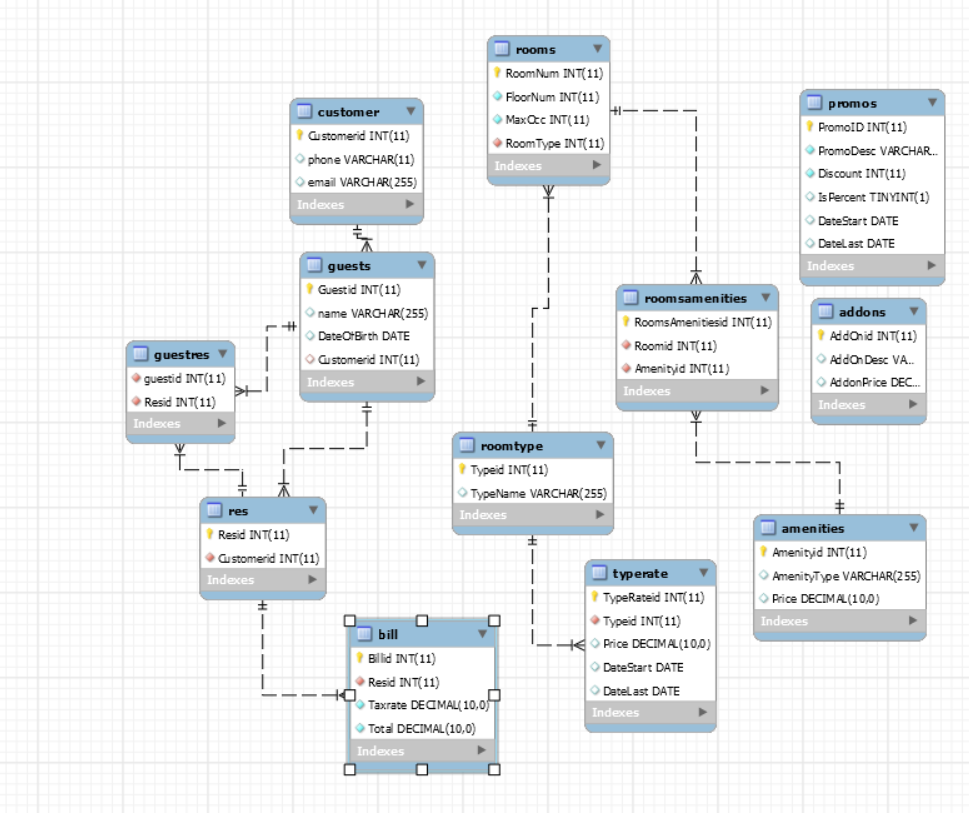 rooms
RoomNum INT(11)
FloorNum INT(11)
MaxOcc INT(11)
RoomType INT(11)
Indexes
promos
PromoID INT(11)
PromoDesc VARCHAR...
Discount INT(11)
IsPercent TINYINT(1)
DateStart DATE
DateLast DATE
Indexes
customer
Customerid INT(11)
phone VARCHAR(11)
email VARCHAR(255)
Indexes
guests
Guestid INT(11)
name VARCHAR(255)
DateOfBirth DATE
Customerid INT(11)
Indexes
roomsamenities
RoomsAmenitiesid INT(11)
Roomid INT(11)
Amenityid INT(11)
Indexes
addons
AddOnid INT(11)
AddOnDesc VA...
AddonPrice DEC...
Indexes
guestres
guestid INT(11)
Resid INT(11)
Indexes
roomtype
Typeid INT(11)
TypeName VARCHAR(255)
Indexes
res
Resid INT(11)
Customerid INT(11)
Indexes
amenities
Amenityid INT(11)
AmenityType VARCHAR(255)
Price DECIMAL(10,0)
Indexes
typerate
TypeRateid INT(11)
Typeid INT(11)
Price DECIMAL(10,0)
DateStart DATE
DateLast DATE
Indexes
bill
Billid INT(11)
Resid INT(11)
Taxrate DECIMAL(10,0)
Total DECIMAL(10,0)
Indexes